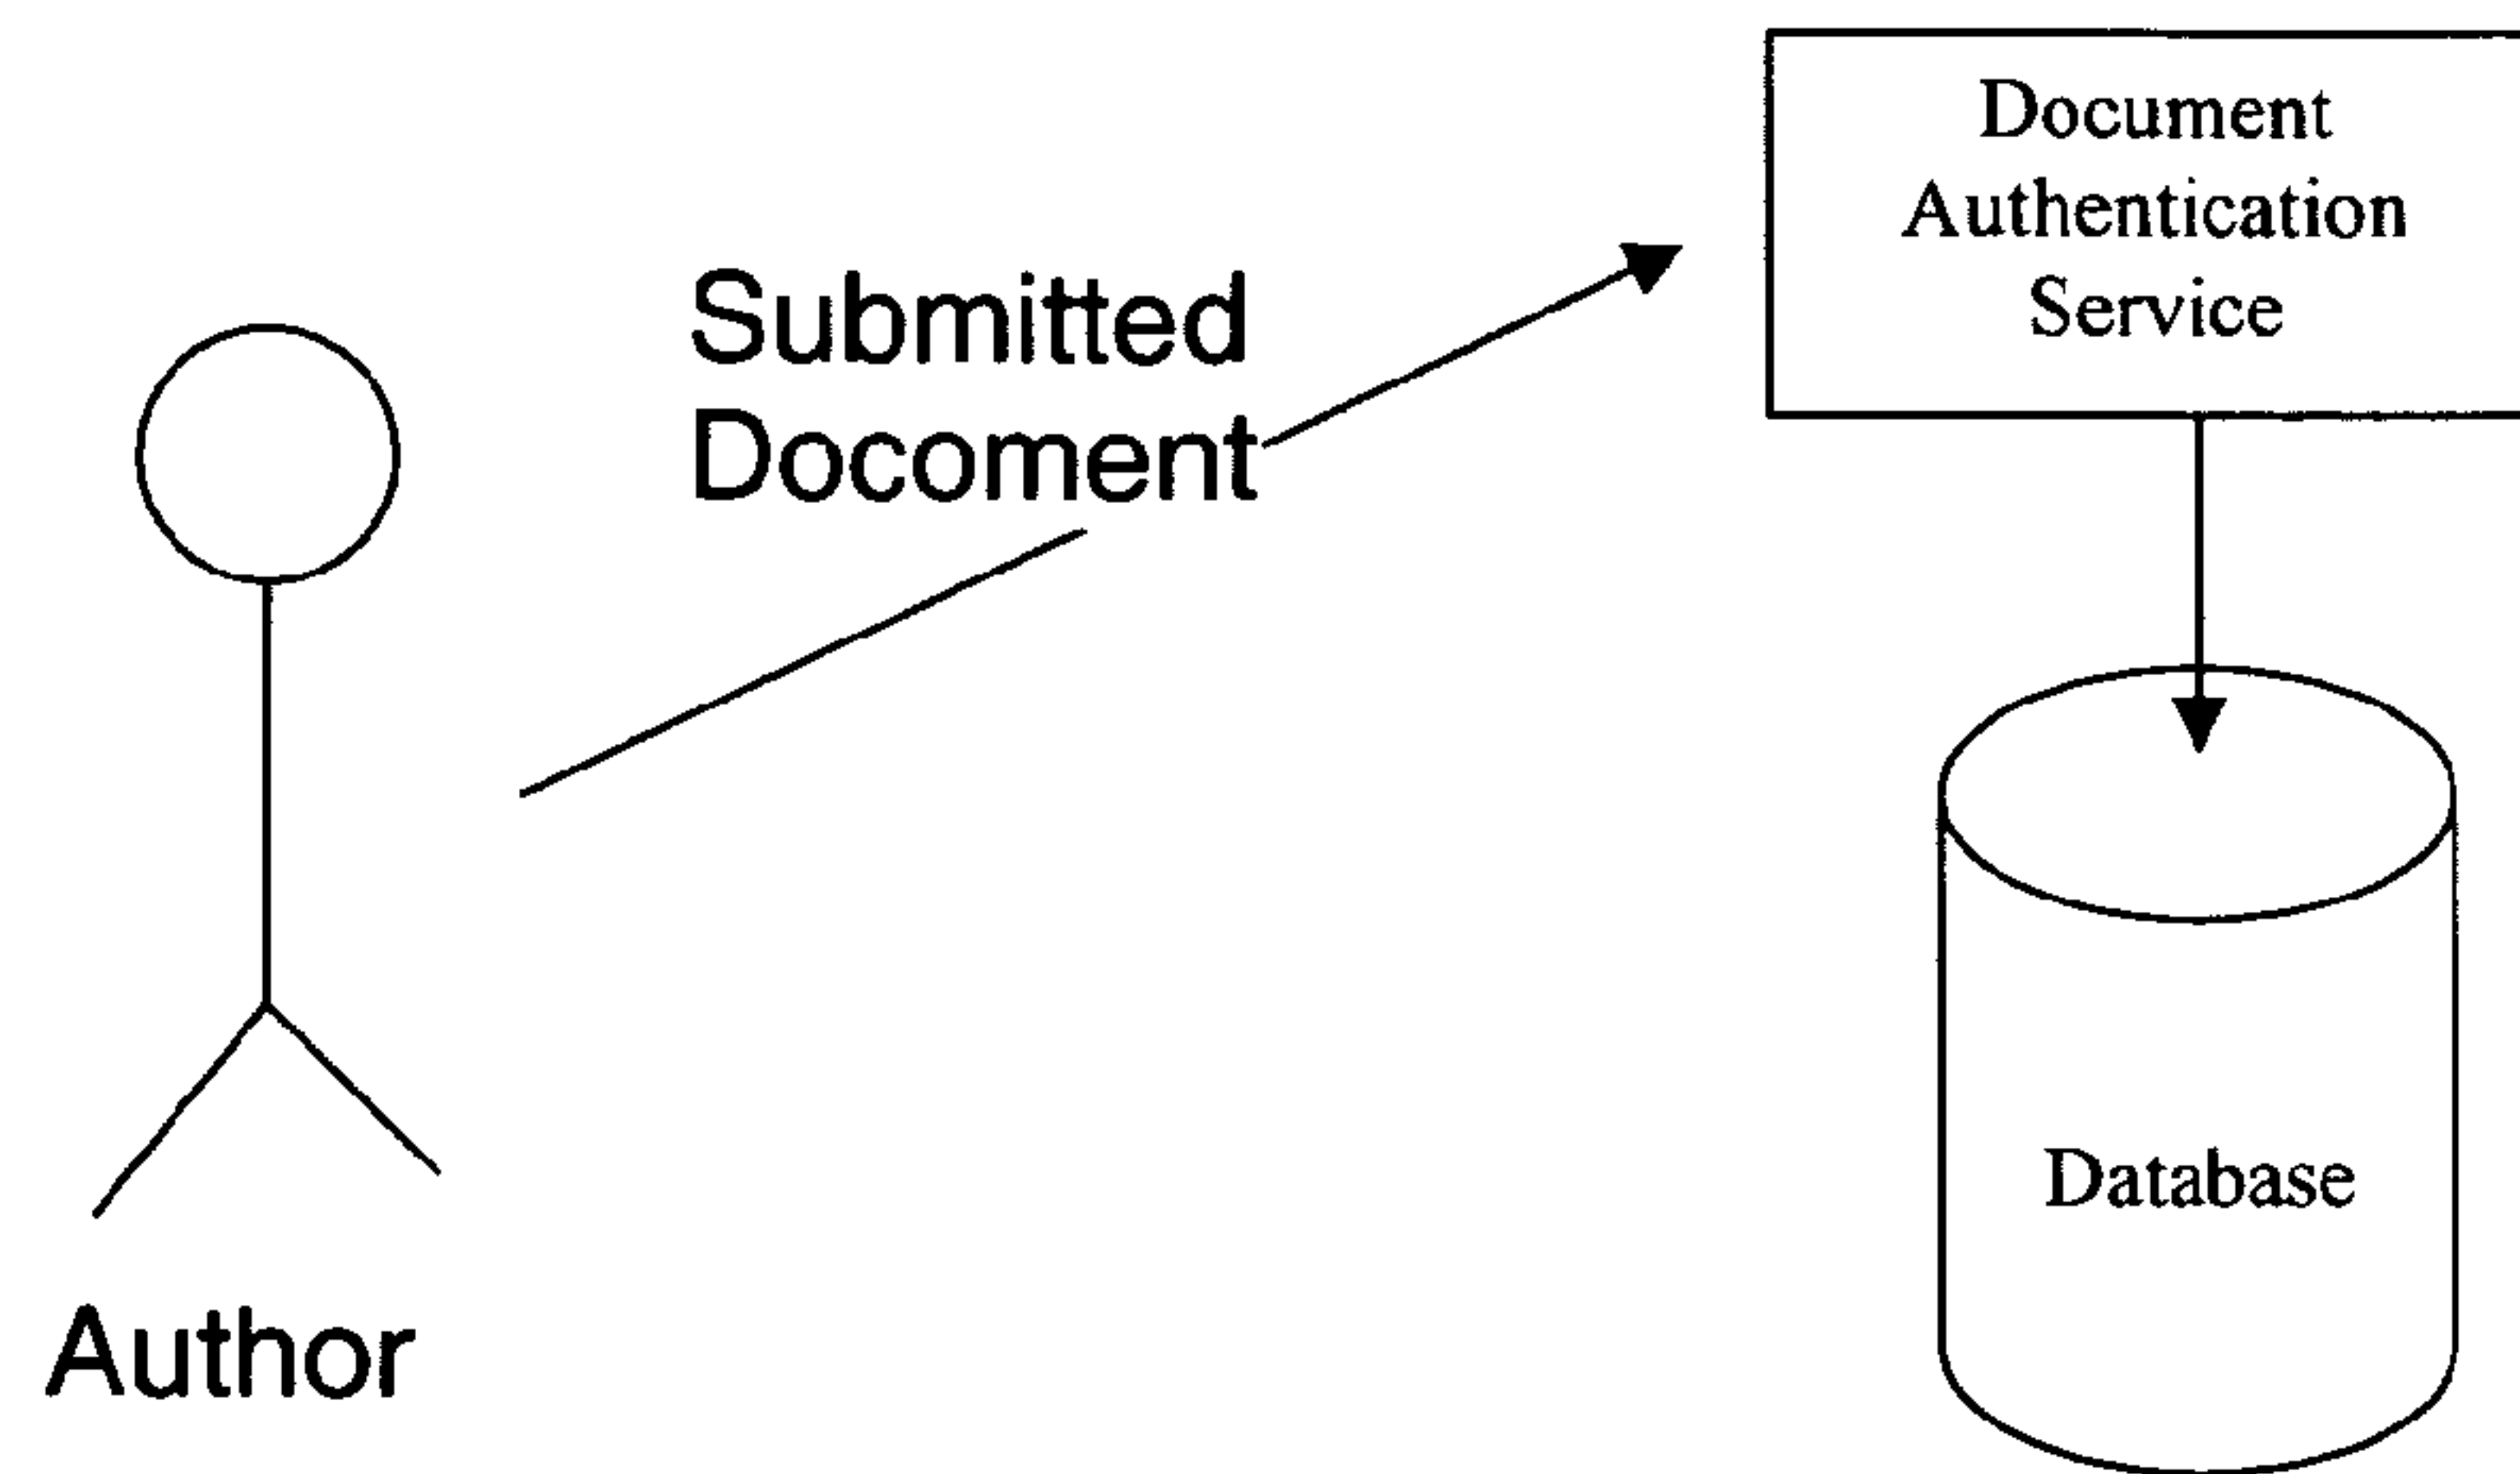 Submitted
Docoment
Document
Authentication
Service
Database
Author